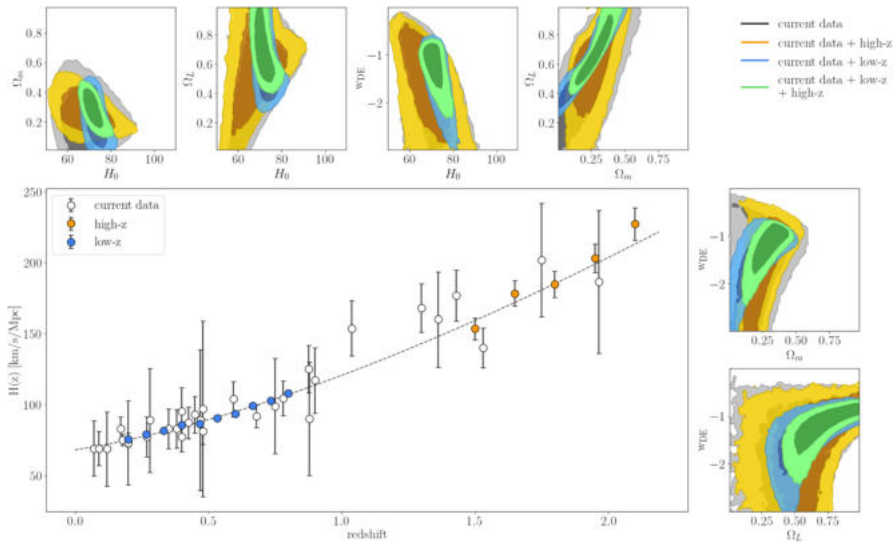 0.8
0.6
0.4
0.2
Ωm
60 80 100
H0
0.8
0.6
0.4
0.2
ΩL
60 80 100
H0
−1
−2
wDE
60 80 100
H0
0.8
0.6
0.4
0.2
ΩL
0.25 0.50 0.75
Ωm
current data
current data + high-z
current data + low-z
current data + low-z
+ high-z
250
200
150
100
50
H(z) [km/s/Mpc]
current data
high-z
low-z
0.0 0.5 1.0 1.5 2.0
redshift
−1
−2
wDE
0.25 0.50 0.75
Ωm
−1
−2
wDE
0.25 0.50 0.75
ΩL